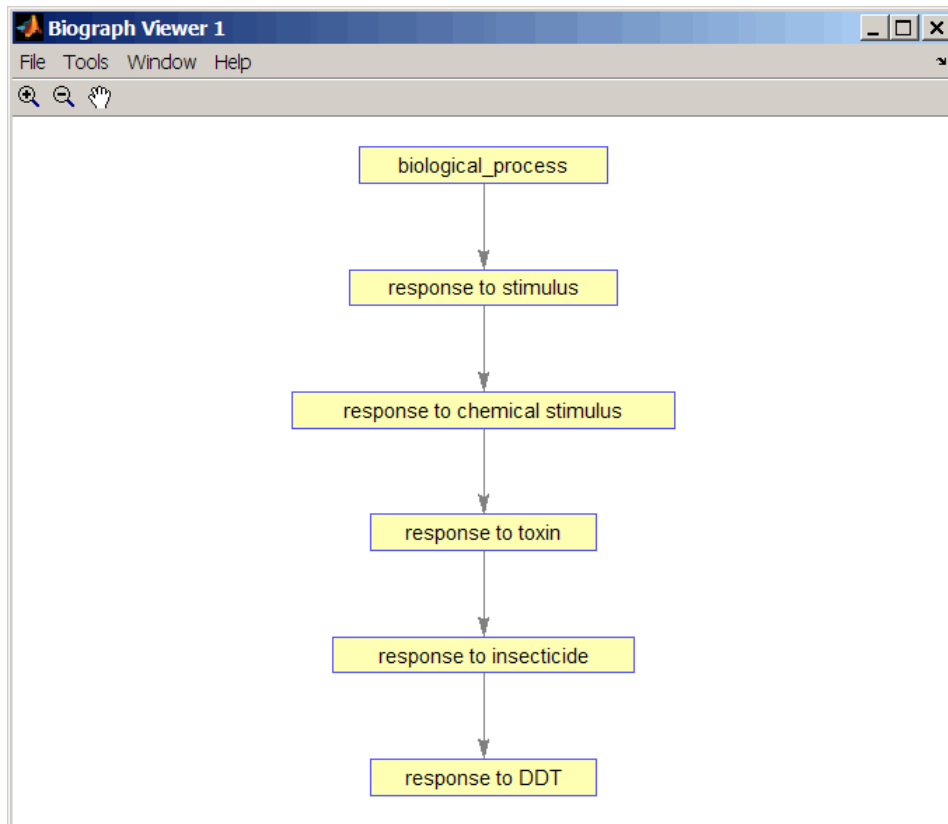 Biograph Viewer 1
File Tools Window Help
biological_process
response to stimulus
response to chemical stimulus
response to toxin
response to insecticide
response to DDT